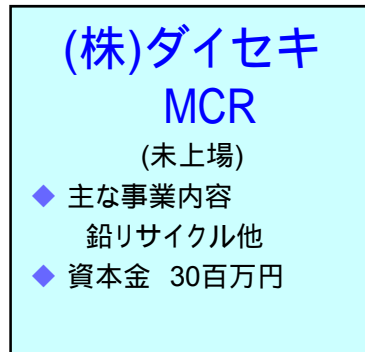 (株)ダイセキ
MCR
(未上場)
◆ 主な事業内容
鉛リサイクル他
◆ 資本金 30百万円